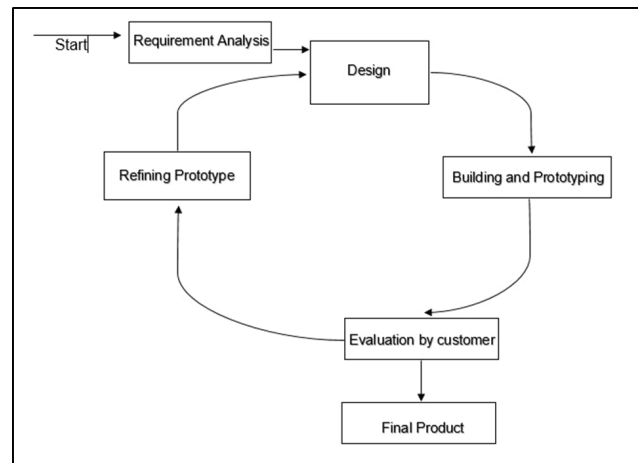 Start
Requirement Analysis
Design
Refining Prototype
Building and Prototyping
Evaluation by customer
Final Product